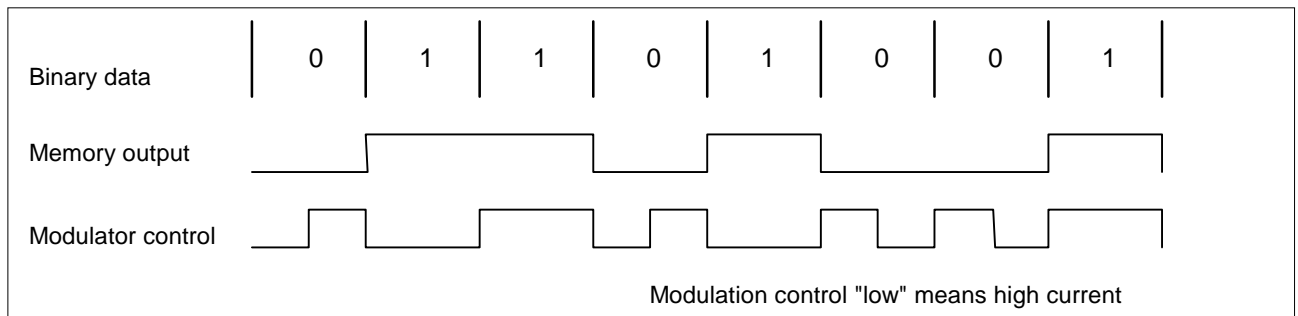 Binary data 0 1 1 0 1 0 0 1
Memory output
Modulator control
Modulation control "low" means high current